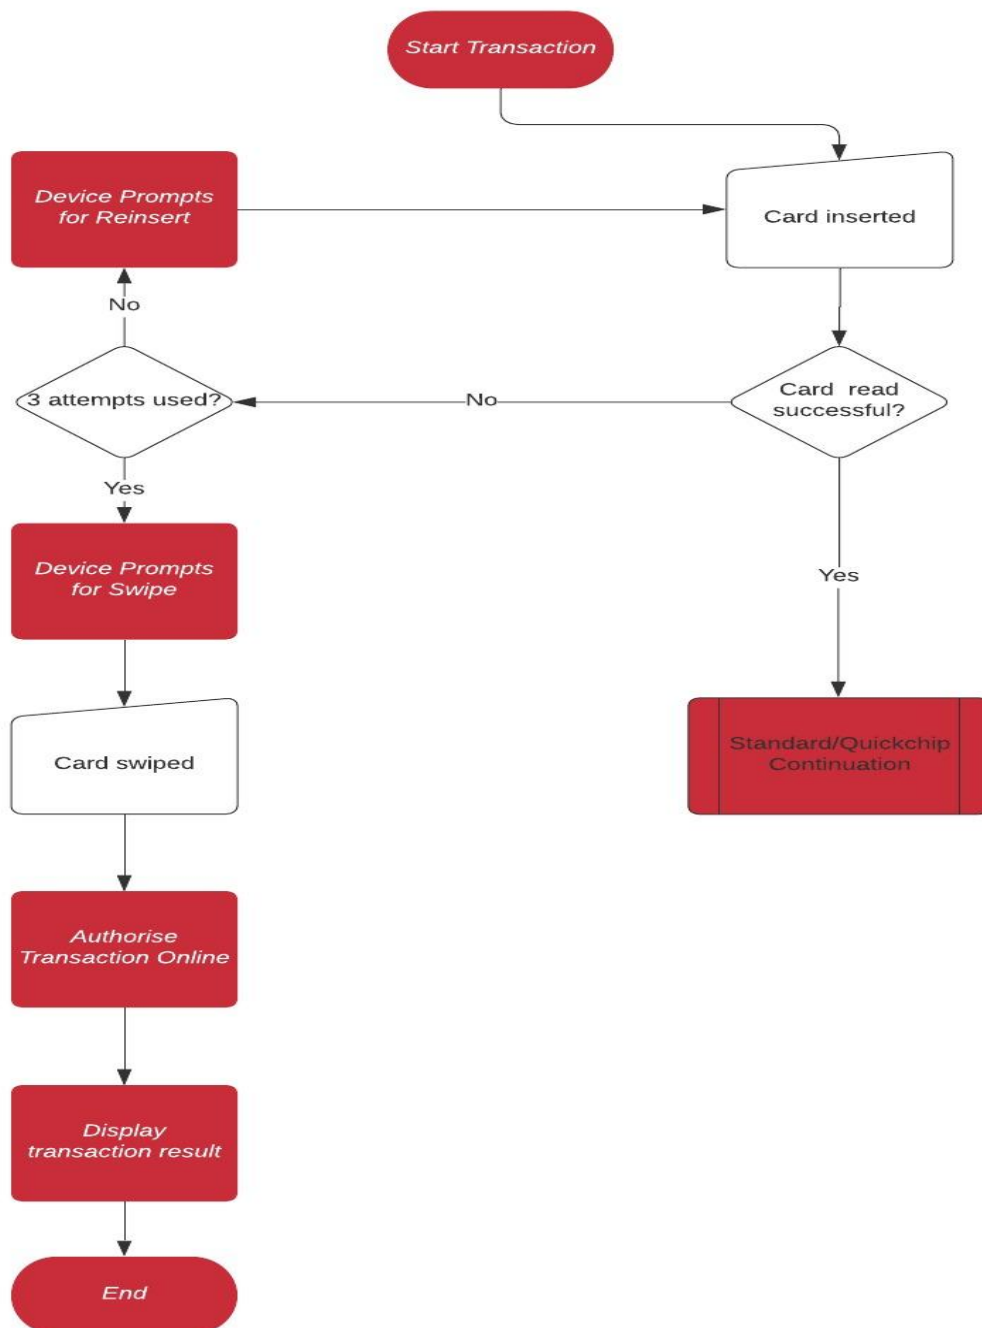 Start Transaction
Device Prompts
for Reinsert
Card inserted
No
3 attempts used?
No
Card read
successful?
Yes
Device Prompts
for Swipe
Yes
Standard/Quickchip
Continuation
Card swiped
Authorise
Transaction Online
Display
transaction result
End